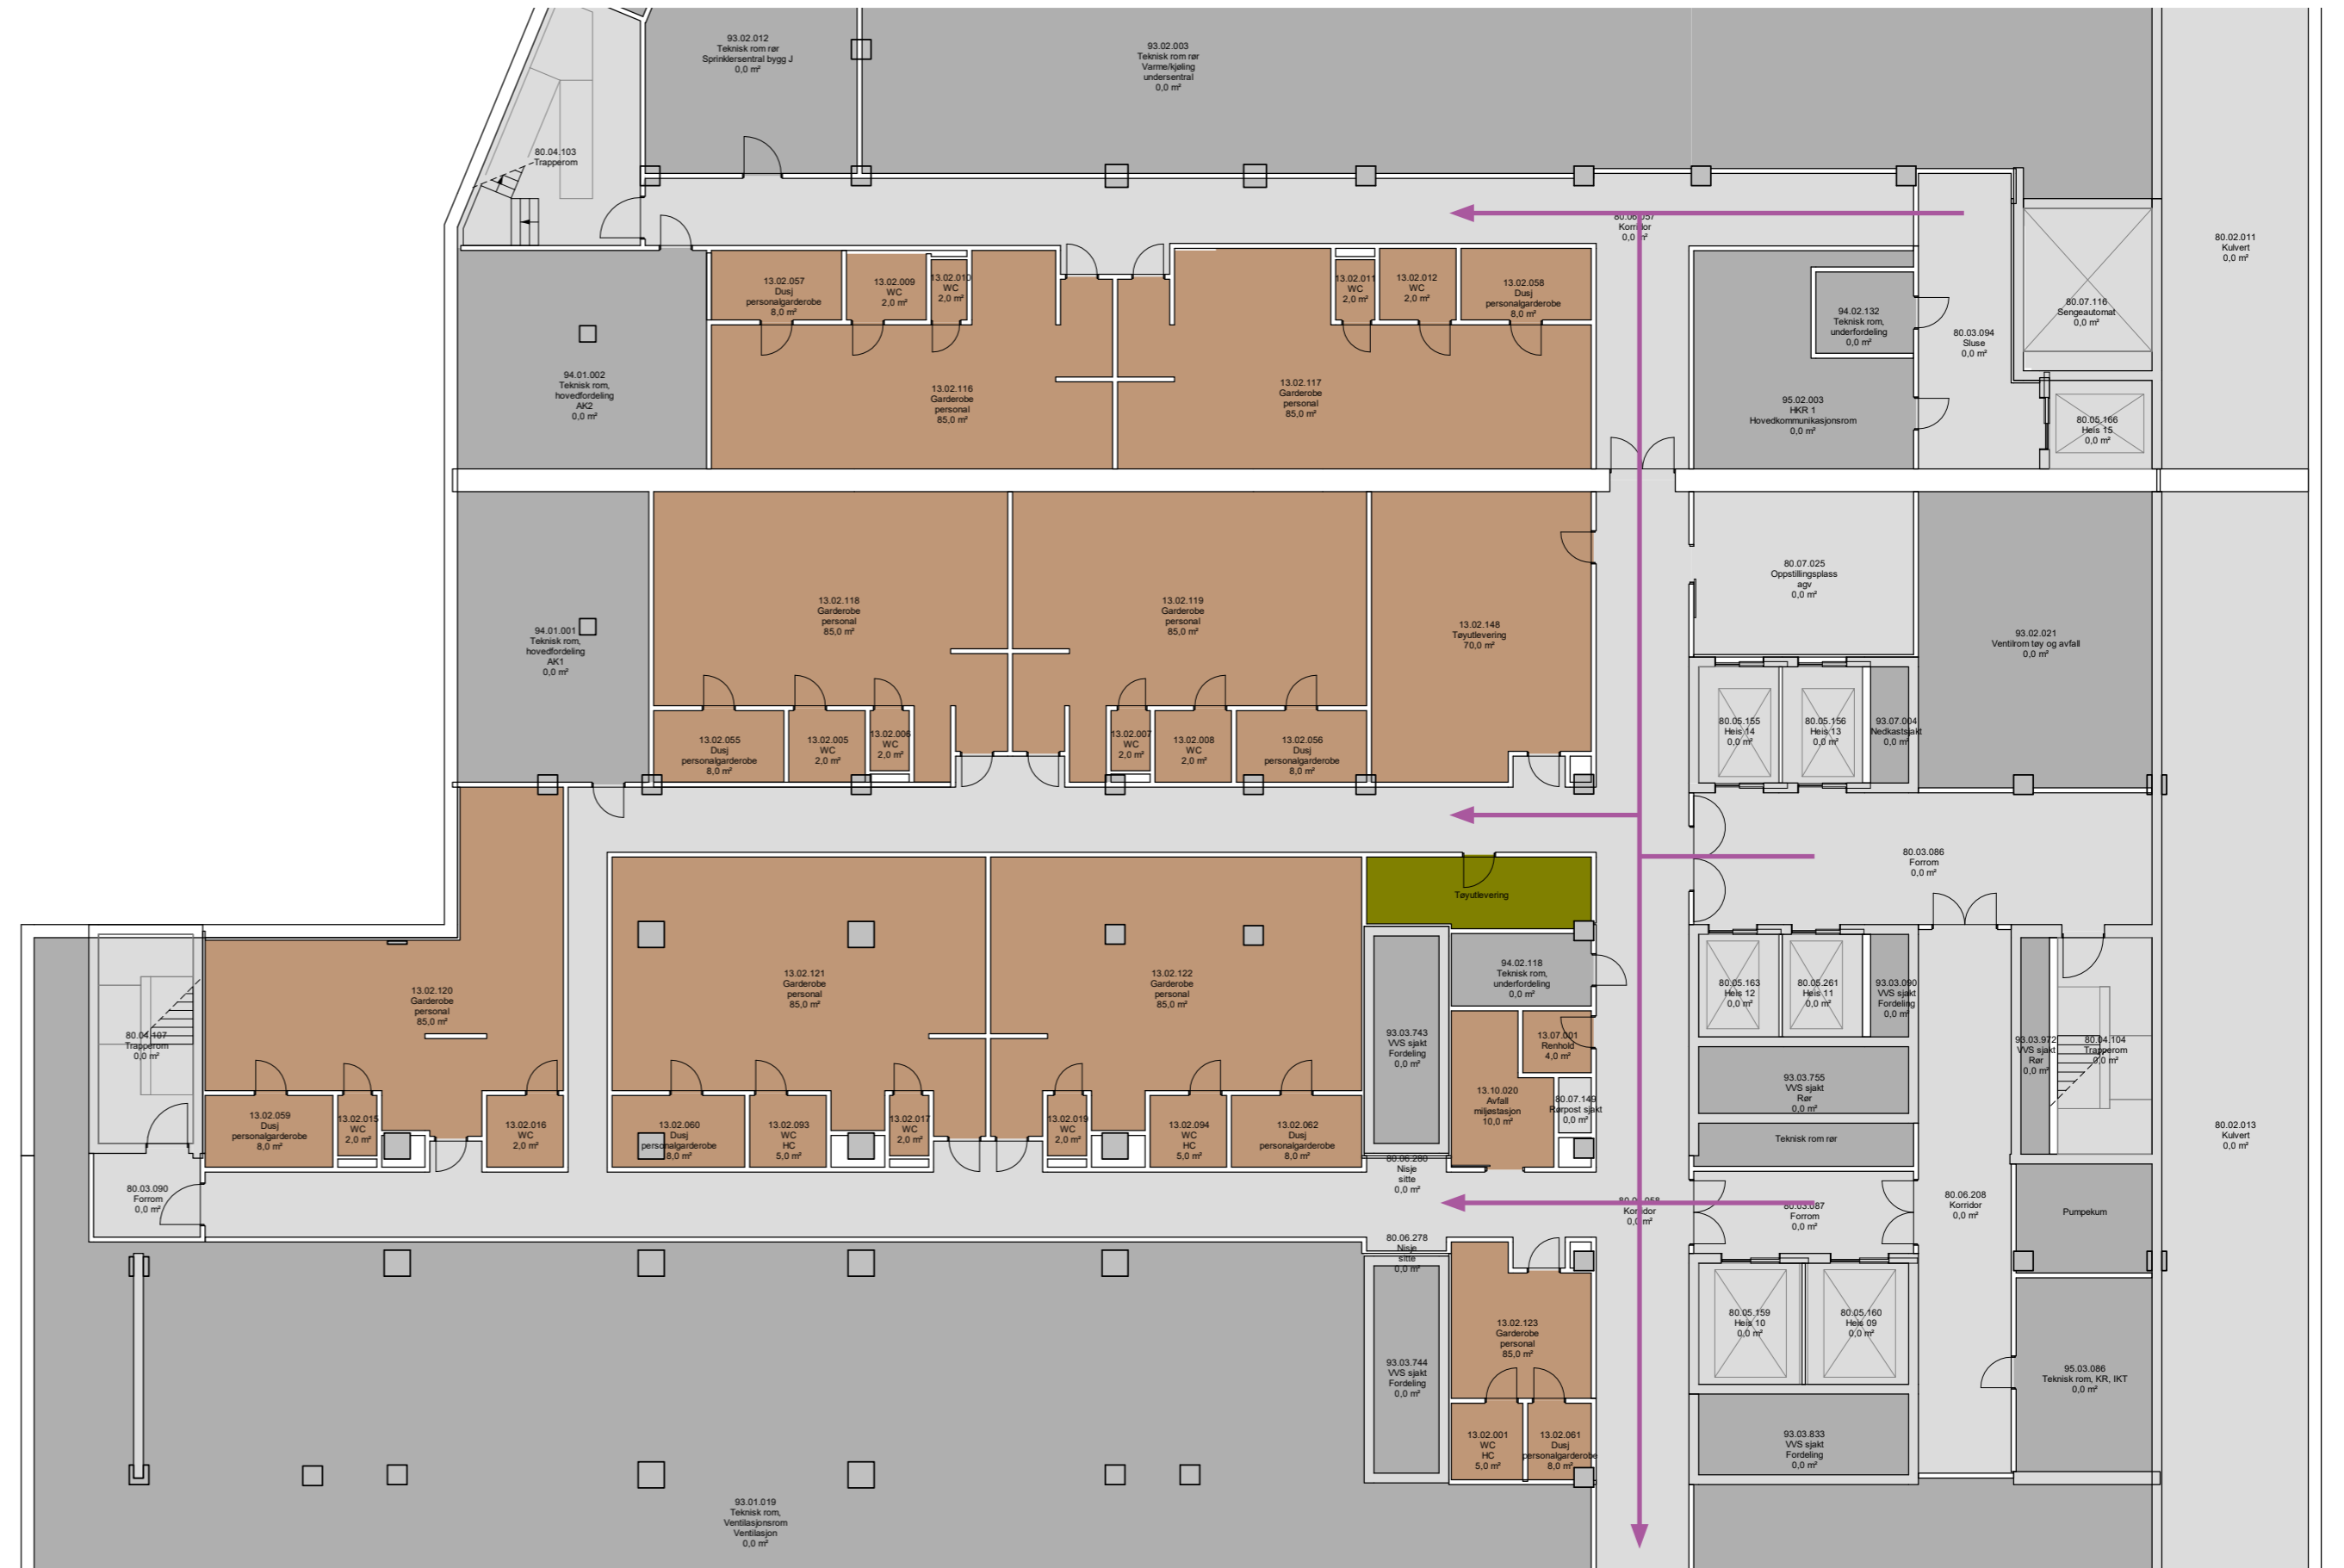 93.02.012
Teknisk rom rør
Sprinklersentral bygg J
0,0 m²
93.02.003
Teknisk rom rør
Varme/kjøling
undersentral
0,0 m²
80.04.103
Trapperom
80.06.057
Korridor
0,0 m²
80.02.011
Kulvert
0,0 m²
13.02.057
Dusj
personalgarderobe
8,0 m²
13.02.009
WC
2,0 m²
13.02.010
WC
2,0 m²
13.02.011
WC
2,0 m²
13.02.012
WC
2,0 m²
13.02.058
Dusj
personalgarderobe
8,0 m²
94.02.132
Teknisk rom,
underfordeling
0,0 m²
80.03.094
Sluse
0,0 m²
80.07.116
Sengeautomat
0,0 m²
94.01.002
Teknisk rom,
hovedfordeling
AK2
0,0 m²
13.02.116
Garderobe
personal
85,0 m²
13.02.117
Garderobe
personal
85,0 m²
95.02.003
HKR 1
Hovedkommunikasjonsrom
0,0 m²
80.05.166
Heis 15
0,0 m²
94.01.001
Teknisk rom,
hovedfordeling
AK1
0,0 m²
13.02.118
Garderobe
personal
85,0 m²
13.02.119
Garderobe
personal
85,0 m²
13.02.148
Tøyutlevering
70,0 m²
80.07.025
Oppstillingsplass
agv
0,0 m²
93.02.021
Ventilrom tøy og avfall
0,0 m²
13.02.055
Dusj
personalgarderobe
8,0 m²
13.02.005
WC
2,0 m²
13.02.006
WC
2,0 m²
13.02.007
WC
2,0 m²
13.02.008
WC
2,0 m²
13.02.056
Dusj
personalgarderobe
8,0 m²
80.05.155
Heis 14
0,0 m²
80.05.156
Heis 13
0,0 m²
93.07.004
Nedkastsjakt
0,0 m²
80.03.086
Forrom
0,0 m²
Tøyutlevering
13.02.120
Garderobe
personal
85,0 m²
13.02.121
Garderobe
personal
85,0 m²
13.02.122
Garderobe
personal
85,0 m²
94.02.118
Teknisk rom,
underfordeling
0,0 m²
80.05.163
Heis 12
0,0 m²
80.05.261
Heis 11
0,0 m²
93.03.090
VVS sjakt
Fordeling
0,0 m²
80.04.107
Trapperom
0,0 m²
93.03.743
VVS sjakt
Fordeling
0,0 m²
13.07.001
Renhold
4,0 m²
93.03.972
VVS sjakt
Rør
0,0 m²
80.04.104
Trapperom
0,0 m²
13.10.020
Avfall
miljøstasjon
10,0 m²
80.07.149
Rørpost sjakt
0,0 m²
93.03.755
VVS sjakt
Rør
0,0 m²
Teknisk rom rør
13.02.059
Dusj
personalgarderobe
8,0 m²
13.02.015
WC
2,0 m²
13.02.016
WC
2,0 m²
13.02.060
Dusj
personalgarderobe
8,0 m²
13.02.093
WC
HC
5,0 m²
13.02.017
WC
2,0 m²
13.02.019
WC
2,0 m²
13.02.094
WC
HC
5,0 m²
13.02.062
Dusj
personalgarderobe
8,0 m²
80.02.013
Kulvert
0,0 m²
80.03.090
Forrom
0,0 m²
80.06.280
Nisje
sitte
0,0 m²
80.06.058
Korridor
0,0 m²
80.03.087
Forrom
0,0 m²
80.06.208
Korridor
0,0 m²
Pumpekum
80.06.278
Nisje
sitte
0,0 m²
93.03.744
VVS sjakt
Fordeling
0,0 m²
13.02.123
Garderobe
personal
85,0 m²
80.05.159
Heis 10
0,0 m²
80.05.160
Heis 09
0,0 m²
95.03.086
Teknisk rom, KR, IKT
0,0 m²
13.02.001
WC
HC
5,0 m²
13.02.061
Dusj
personalgarderobe
8,0 m²
93.03.833
VVS sjakt
Fordeling
0,0 m²
93.01.019
Teknisk rom,
Ventilasjonsrom
Ventilasjon
0,0 m²